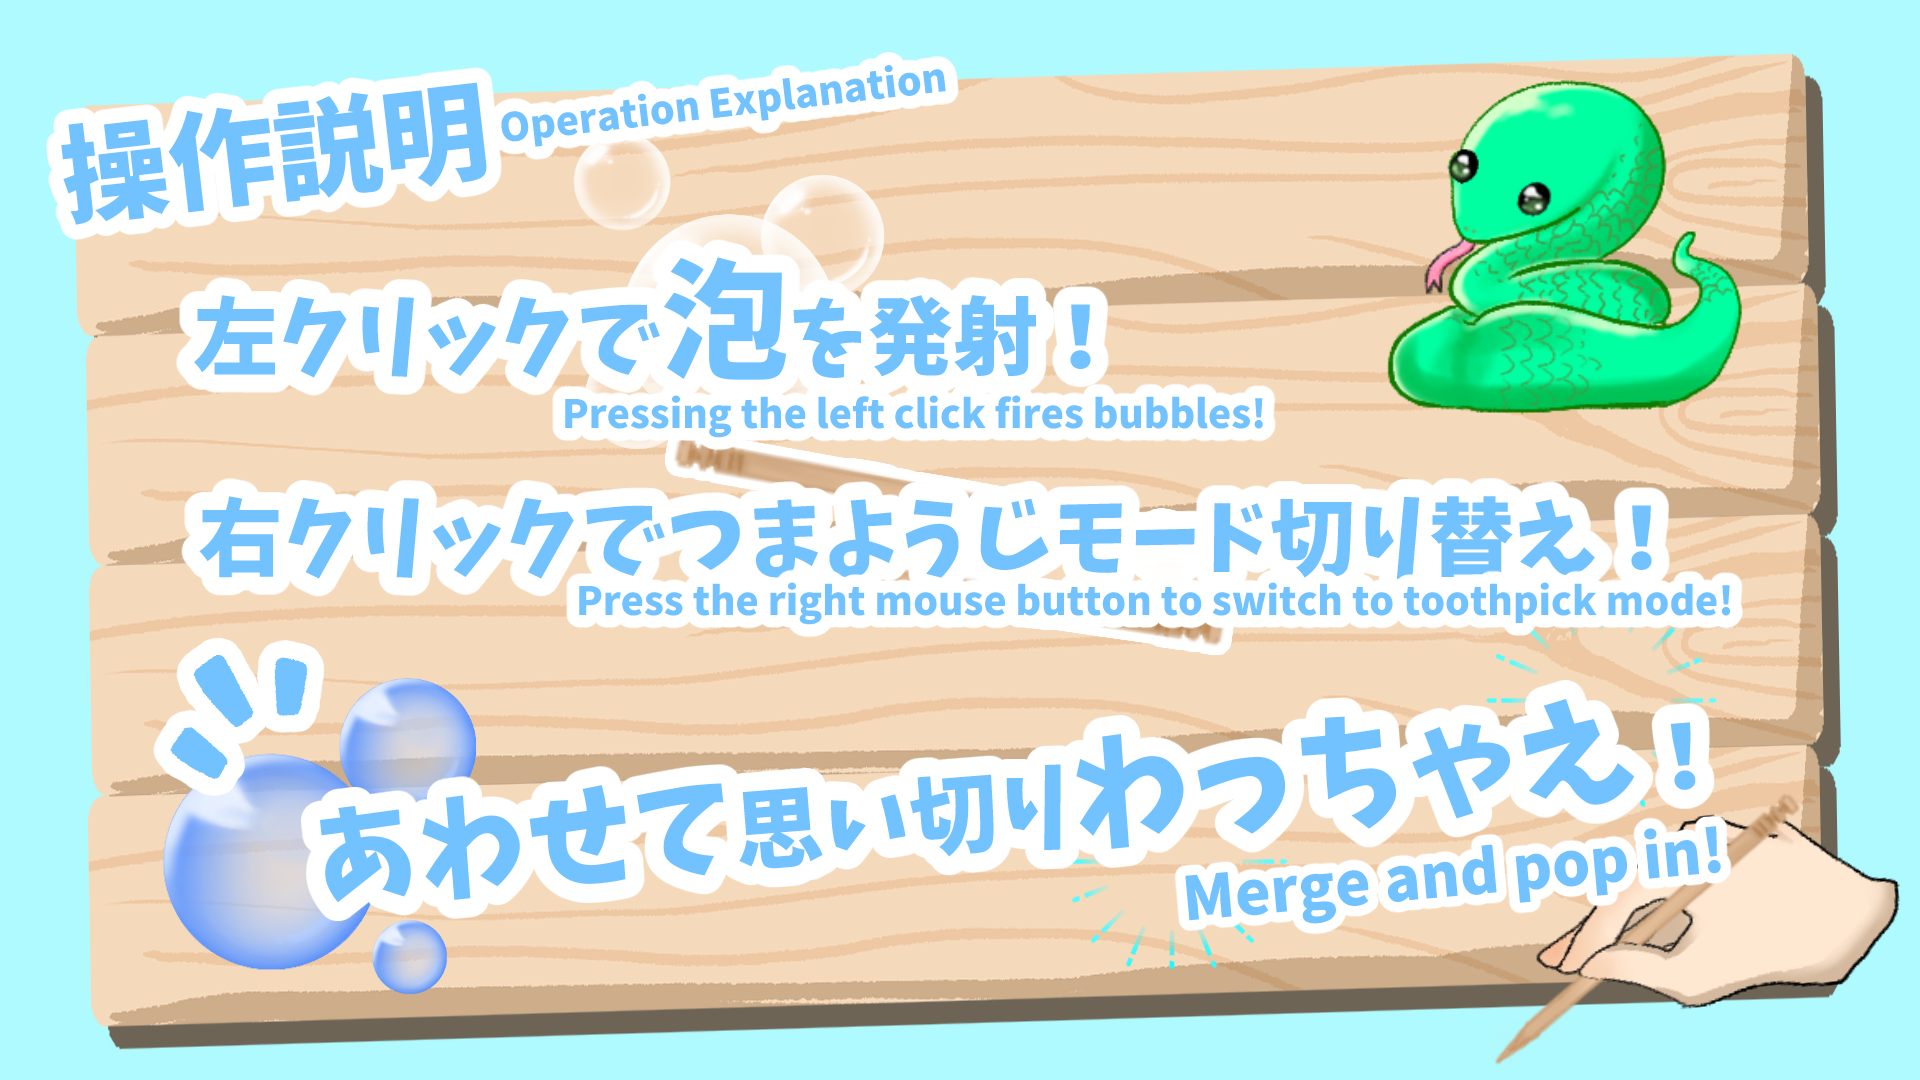 操作説明
Operation Explanation
左クリックで泡を発射！
Pressing the left click fires bubbles!
右クリックでつまようじモード切り替え！
Press the right mouse button to switch to toothpick mode!
あわせて思い切りわっちゃえ！
Merge and pop in!